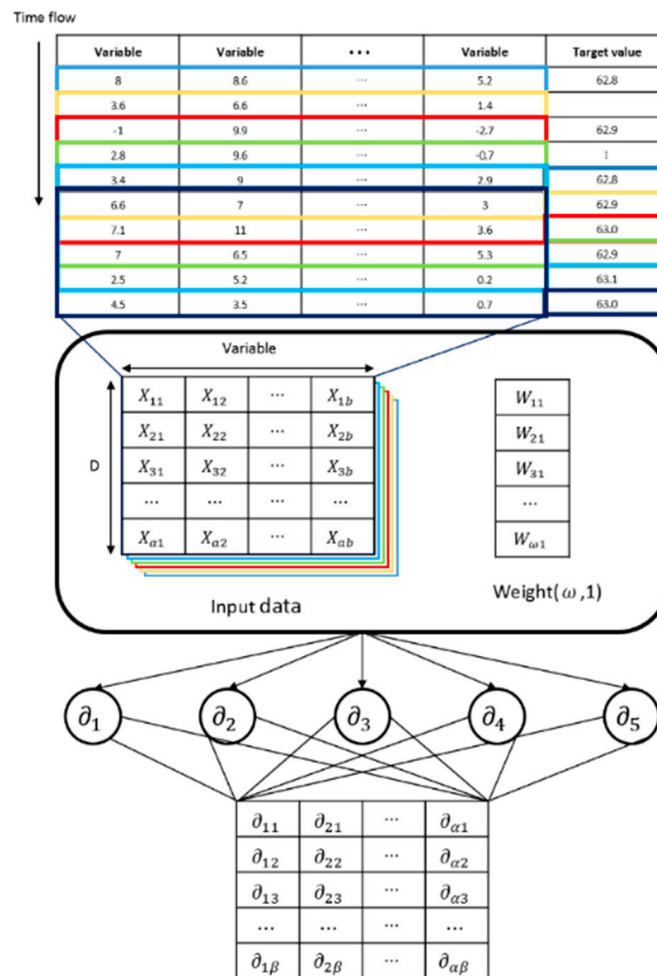 Time flow
Variable Variable ••• Variable Target value
8 8.6 ... 5.2 62.8
3.6 6.6 ... 1.4
-1 9.9 ... -2.7 62.9
2.8 9.6 ... -0.7 ⋮
3.4 9 ... 2.9 62.8
6.6 7 ... 3 62.9
7.1 11 ... 3.6 63.0
7 6.5 ... 5.3 62.9
2.5 5.2 ... 0.2 63.1
4.5 3.5 ... 0.7 63.0
Variable
X₁₁ X₁₂ ... X₁b
X₂₁ X₂₂ ... X₂b
X₃₁ X₃₂ ... X₃b
... ... ... ...
Xa₁ Xa₂ ... Xab
D
Input data
W₁₁
W₂₁
W₃₁
...
Wω₁
Weight(ω,1)
∂₁ ∂₂ ∂₃ ∂₄ ∂₅
∂₁₁ ∂₂₁ ... ∂α₁
∂₁₂ ∂₂₂ ... ∂α₂
∂₁₃ ∂₂₃ ... ∂α₃
... ... ... ...
∂₁β ∂₂β ... ∂αβ